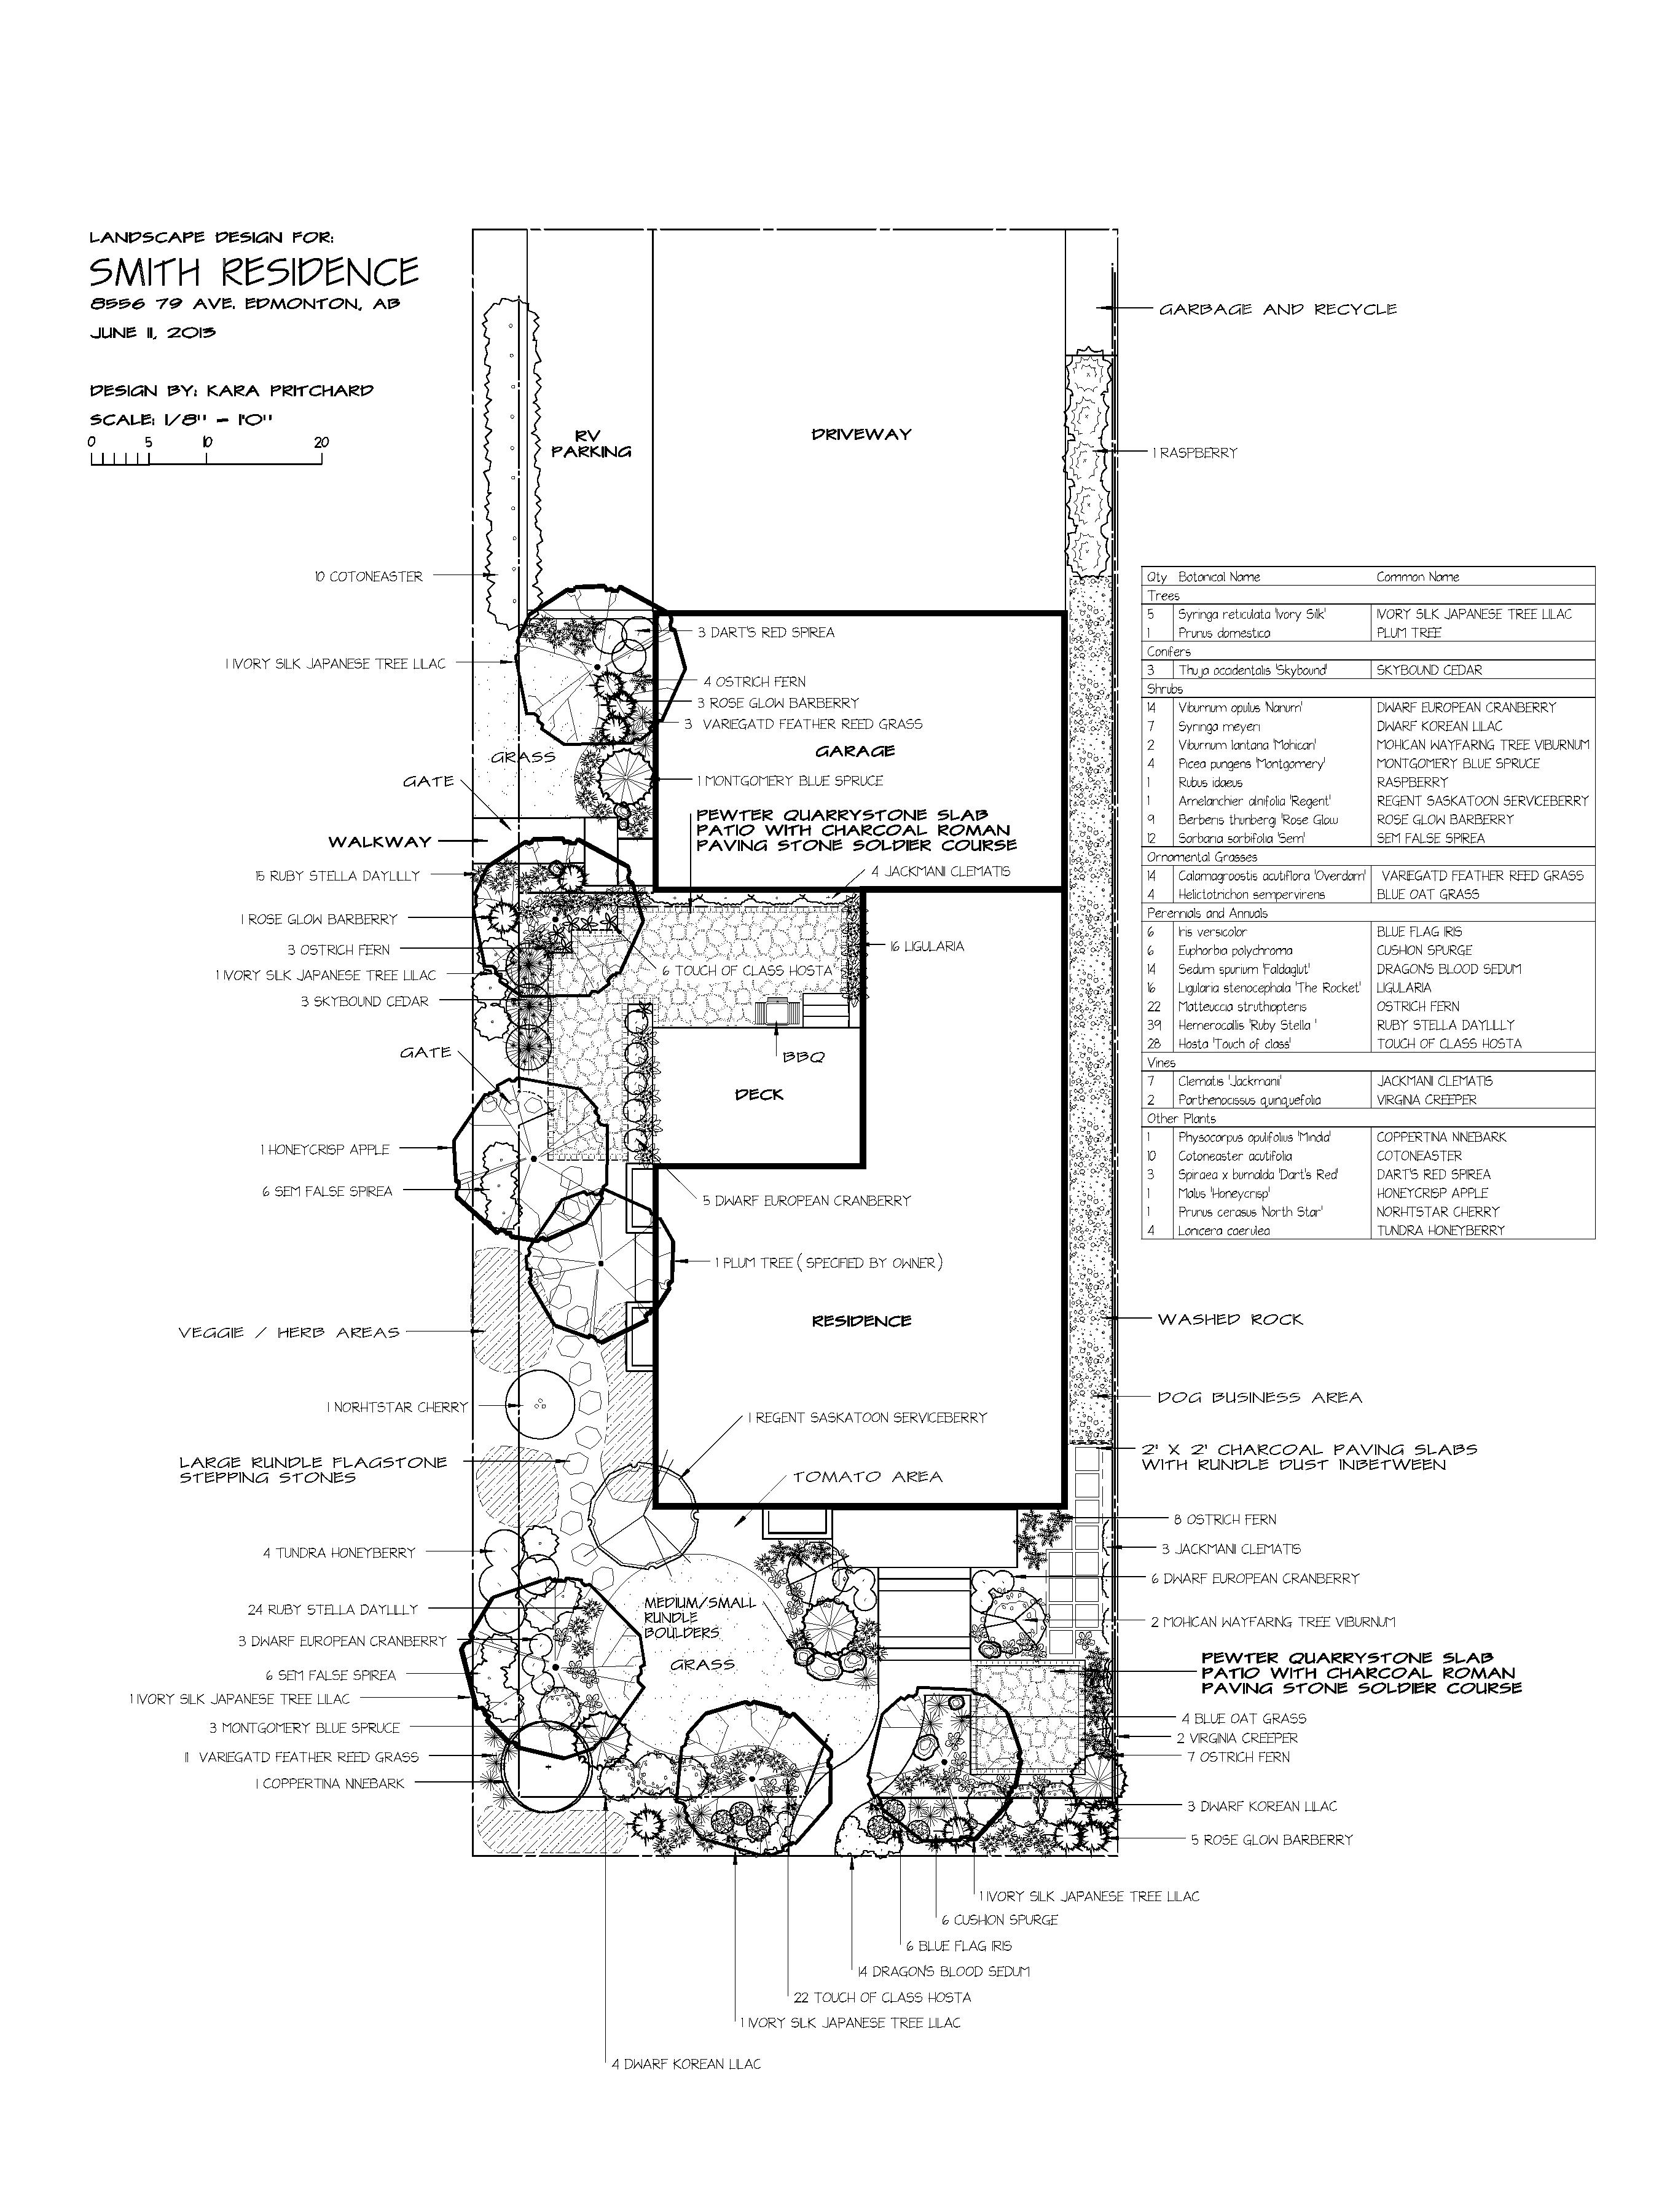 LANDSCAPE DESIGN FOR:
SMITH RESIDENCE
8556 79 AVE. EDMONTON, AB
JUNE 11, 2013
DESIGN BY: KARA PRITCHARD
SCALE: 1/8" - 1'0"
0 5 10 20
RV
PARKING
DRIVEWAY
GARBAGE AND RECYCLE
1 RASPBERRY
10 COTONEASTER
3 DART'S RED SPIREA
1 IVORY SILK JAPANESE TREE LILAC
4 OSTRICH FERN
3 ROSE GLOW BARBERRY
3 VARIEGATD FEATHER REED GRASS
GARAGE
GRASS
GATE
1 MONTGOMERY BLUE SPRUCE
PEWTER QUARRYSTONE SLAB
PATIO WITH CHARCOAL ROMAN
PAVING STONE SOLDIER COURSE
WALKWAY
4 JACKMANI CLEMATIS
15 RUBY STELLA DAYLILLY
1 ROSE GLOW BARBERRY
3 OSTRICH FERN
16 LIGULARIA
1 IVORY SILK JAPANESE TREE LILAC
6 TOUCH OF CLASS HOSTA
3 SKYBOUND CEDAR
GATE
BBQ
DECK
1 HONEYCRISP APPLE
6 SEM FALSE SPIREA
5 DWARF EUROPEAN CRANBERRY
1 PLUM TREE (SPECIFIED BY OWNER)
RESIDENCE
VEGGIE / HERB AREAS
WASHED ROCK
DOG BUSINESS AREA
1 NORHTSTAR CHERRY
1 REGENT SASKATOON SERVICEBERRY
LARGE RUNDLE FLAGSTONE
STEPPING STONES
TOMATO AREA
2' X 2' CHARCOAL PAVING SLABS
WITH RUNDLE DUST INBETWEEN
8 OSTRICH FERN
4 TUNDRA HONEYBERRY
3 JACKMANI CLEMATIS
6 DWARF EUROPEAN CRANBERRY
24 RUBY STELLA DAYLILLY
MEDIUM/SMALL
RUNDLE
BOULDERS
2 MOHICAN WAYFARING TREE VIBURNUM
3 DWARF EUROPEAN CRANBERRY
GRASS
PEWTER QUARRYSTONE SLAB
PATIO WITH CHARCOAL ROMAN
PAVING STONE SOLDIER COURSE
6 SEM FALSE SPIREA
1 IVORY SILK JAPANESE TREE LILAC
4 BLUE OAT GRASS
3 MONTGOMERY BLUE SPRUCE
2 VIRGINIA CREEPER
11 VARIEGATD FEATHER REED GRASS
7 OSTRICH FERN
1 COPPERTINA NINEBARK
3 DWARF KOREAN LILAC
5 ROSE GLOW BARBERRY
1 IVORY SILK JAPANESE TREE LILAC
6 CUSHION SPURGE
6 BLUE FLAG IRIS
14 DRAGON'S BLOOD SEDUM
22 TOUCH OF CLASS HOSTA
1 IVORY SILK JAPANESE TREE LILAC
4 DWARF KOREAN LILAC
Qty Botanical Name Common Name
Trees
5 Syringa reticulata 'Ivory Silk' IVORY SILK JAPANESE TREE LILAC
1 Prunus domestica PLUM TREE
Conifers
3 Thuja occidentalis 'Skybound' SKYBOUND CEDAR
Shrubs
14 Viburnum opulus 'Nanum' DWARF EUROPEAN CRANBERRY
7 Syringa meyeri DWARF KOREAN LILAC
2 Viburnum lantana 'Mohican' MOHICAN WAYFARING TREE VIBURNUM
4 Picea pungens 'Montgomery' MONTGOMERY BLUE SPRUCE
1 Rubus idaeus RASPBERRY
1 Amelanchier alnifolia 'Regent' REGENT SASKATOON SERVICEBERRY
9 Berberis thunbergi 'Rose Glow ROSE GLOW BARBERRY
12 Sorbaria sorbifolia 'Sem' SEM FALSE SPIREA
Ornamental Grasses
14 Calamagroostis acutiflora 'Overdam' VARIEGATD FEATHER REED GRASS
4 Helictotrichon sempervirens BLUE OAT GRASS
Perennials and Annuals
6 Iris versicolor BLUE FLAG IRIS
6 Euphorbia polychroma CUSHION SPURGE
14 Sedum spurium 'Faldaglut' DRAGON'S BLOOD SEDUM
16 Ligularia stenocephala 'The Rocket' LIGULARIA
22 Matteuccia struthiopteris OSTRICH FERN
39 Hemerocallis 'Ruby Stella ' RUBY STELLA DAYLILLY
28 Hosta 'Touch of class' TOUCH OF CLASS HOSTA
Vines
7 Clematis 'Jackmanii' JACKMANI CLEMATIS
2 Parthenocissus quinquefolia VIRGINIA CREEPER
Other Plants
1 Physocarpus opulifolius 'Mindia' COPPERTINA NINEBARK
10 Cotoneaster acutifolia COTONEASTER
3 Spiraea x bumalda 'Dart's Red' DART'S RED SPIREA
1 Malus 'Honeycrisp' HONEYCRISP APPLE
1 Prunus cerasus 'North Star' NORHTSTAR CHERRY
4 Lonicera caerulea TUNDRA HONEYBERRY